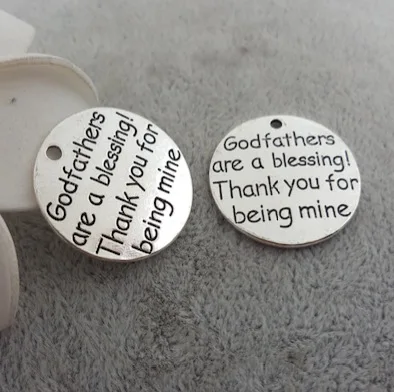 Godfathers
are a blessing!
Thank you for
being mine
Godfathers
are a blessing!
Thank you for
being mine